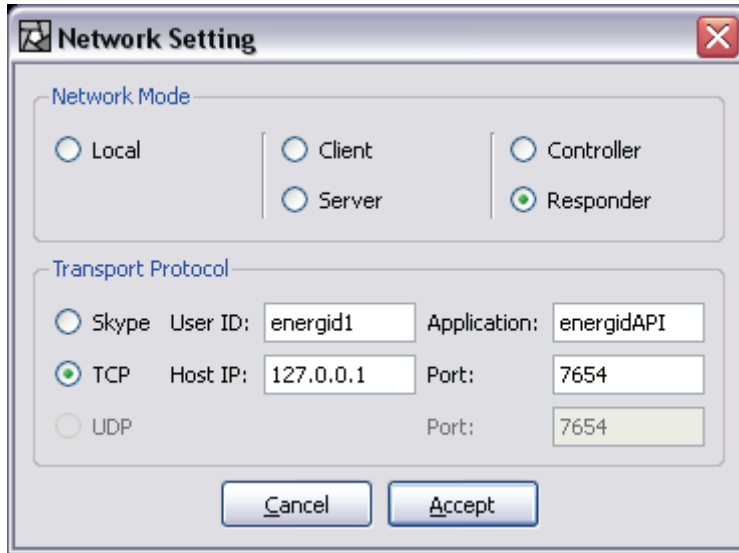 Network Setting
Network Mode
Local Client Controller
Server Responder
Transport Protocol
Skype User ID: energid1 Application: energidAPI
TCP Host IP: 127.0.0.1 Port: 7654
UDP Port: 7654
Cancel Accept